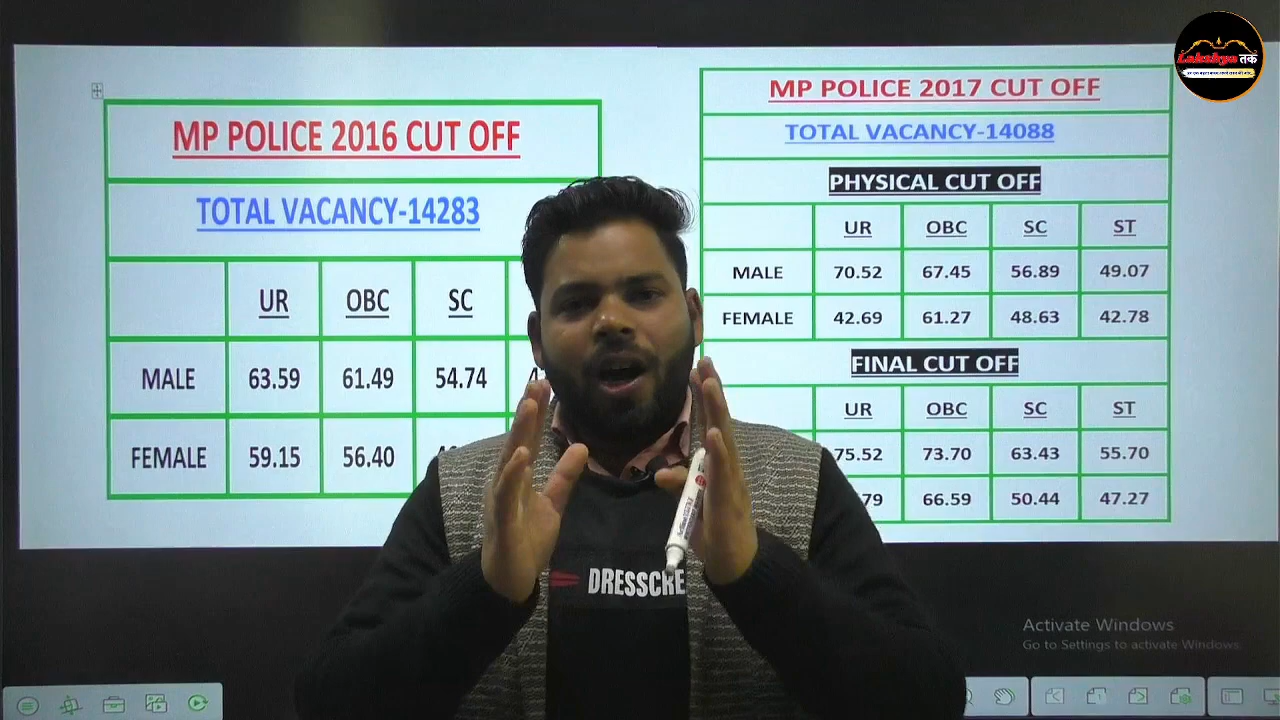 Lakshya तक
MP POLICE 2016 CUT OFF
TOTAL VACANCY-14283
UR OBC SC
MALE 63.59 61.49 54.74
FEMALE 59.15 56.40
MP POLICE 2017 CUT OFF
TOTAL VACANCY-14088
PHYSICAL CUT OFF
UR OBC SC ST
MALE 70.52 67.45 56.89 49.07
FEMALE 42.69 61.27 48.63 42.78
FINAL CUT OFF
UR OBC SC ST
75.52 73.70 63.43 55.70
79 66.59 50.44 47.27
DRESSCRE
Activate Windows
Go to Settings to activate Windows.